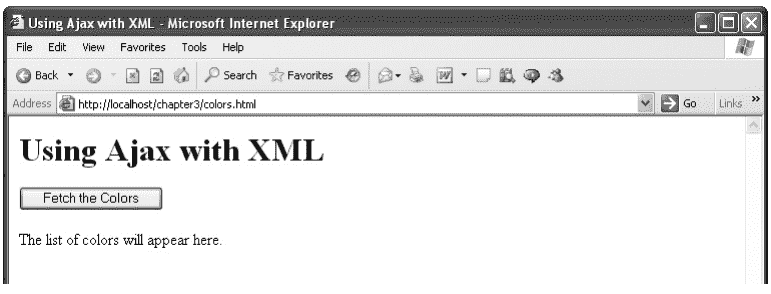 Using Ajax with XML - Microsoft Internet Explorer
File Edit View Favorites Tools Help
Back Search Favorites
Address http://localhost/chapter3/colors.html Go Links »
Using Ajax with XML
Fetch the Colors
The list of colors will appear here.